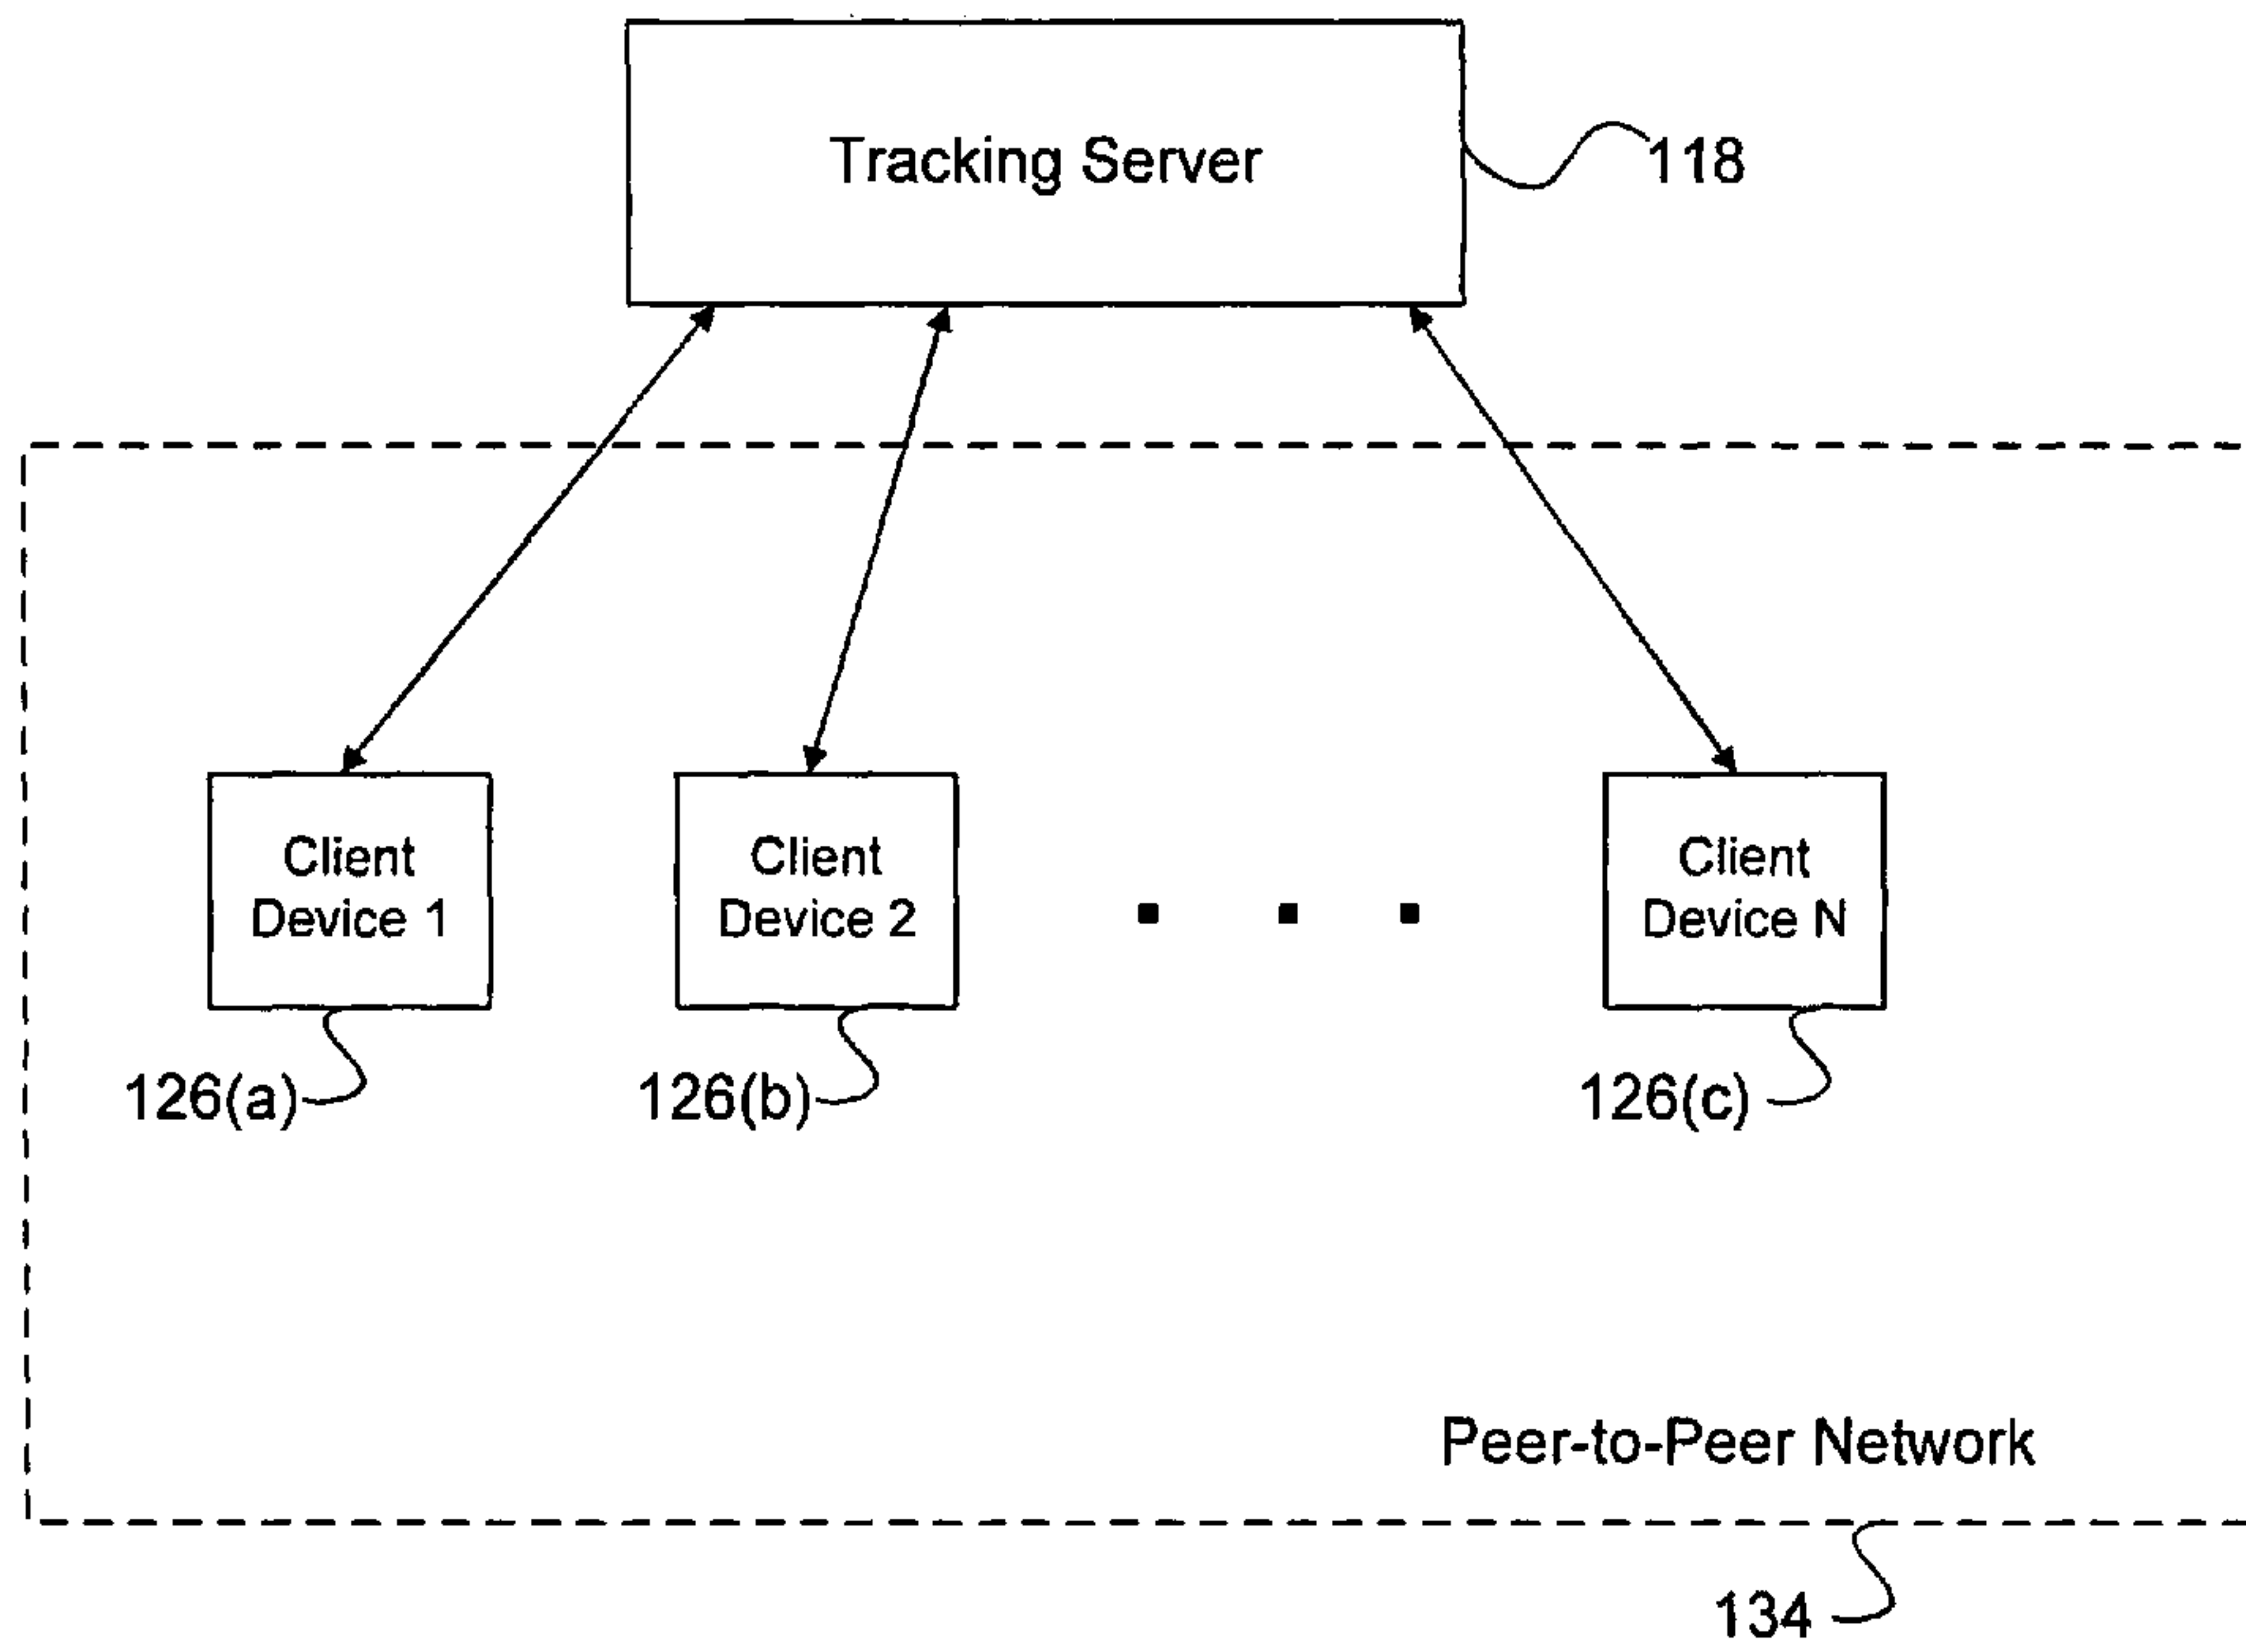 Tracking Server
118
Client
Device 1
Client
Device 2
Client
Device N
126(a)
126(b)
126(c)
Peer-to-Peer Network
134